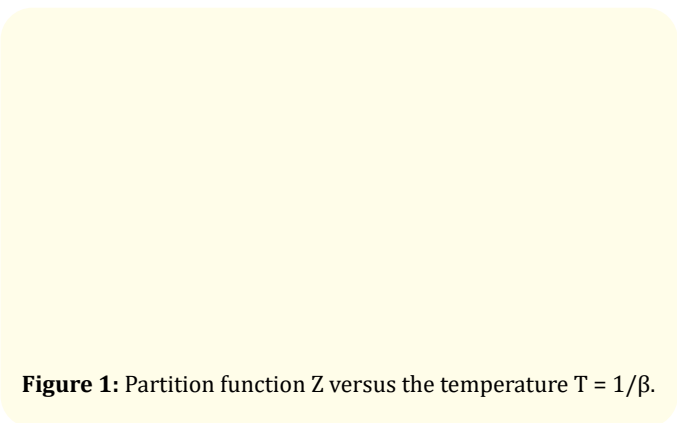 Figure 1: Partition function Z versus the temperature T = 1/β.